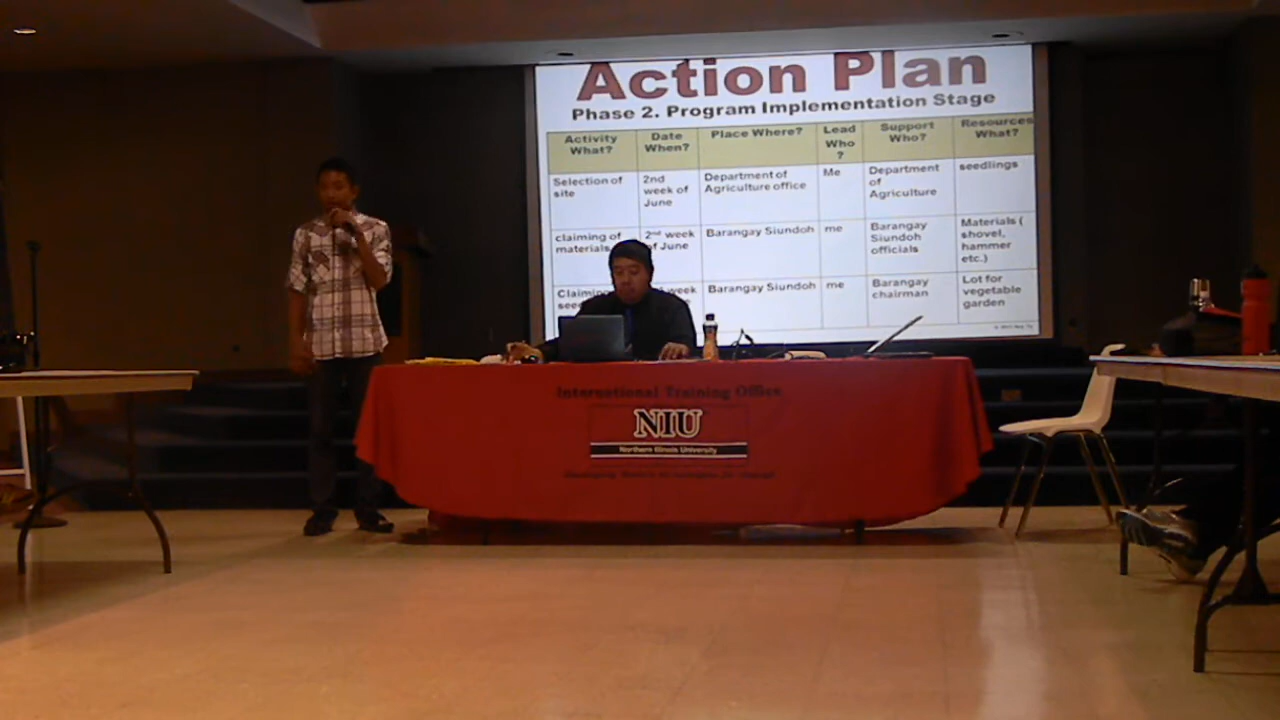 Action Plan
Phase 2. Program Implementation Stage
Activity What? Date When? Place Where? Lead Who ? Support Who? Resources What?
Selection of site 2nd week of June Department of Agriculture office Me Department of Agriculture seedlings
claiming of materials 2nd week of June Barangay Siundoh me Barangay Siundoh officials Materials ( shovel, hammer etc.)
Claiming week Barangay Siundoh me Barangay chairman Lot for vegetable garden
International Training Office
NIU
Northern Illinois University